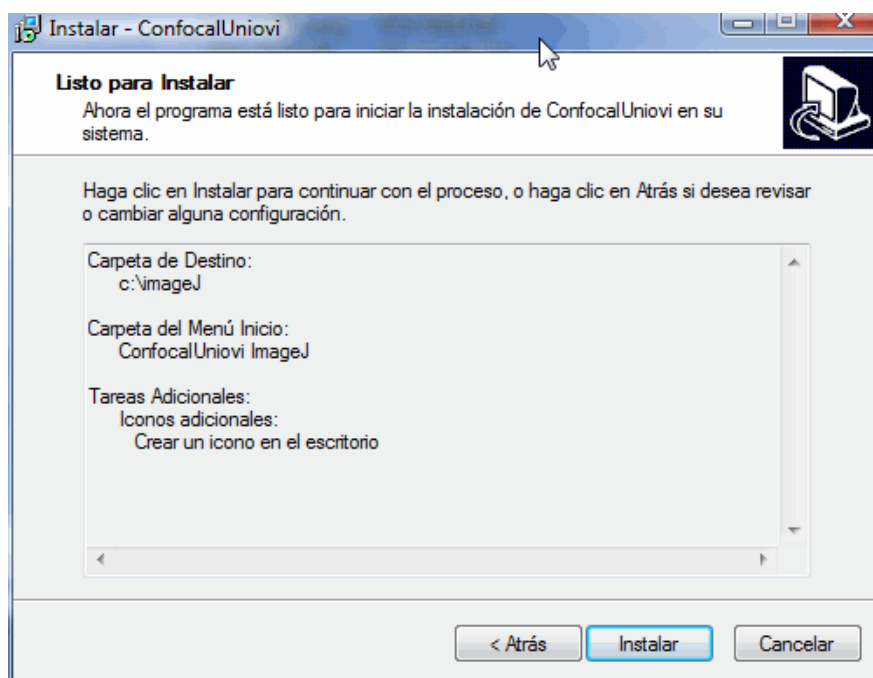 Instalar - ConfocalUniovi
Listo para Instalar
Ahora el programa está listo para iniciar la instalación de ConfocalUniovi en su
sistema.
Haga clic en Instalar para continuar con el proceso, o haga clic en Atrás si desea revisar
o cambiar alguna configuración.
Carpeta de Destino:
c:\imageJ
Carpeta del Menú Inicio:
ConfocalUniovi ImageJ
Tareas Adicionales:
Iconos adicionales:
Crear un icono en el escritorio
< Atrás
Instalar
Cancelar